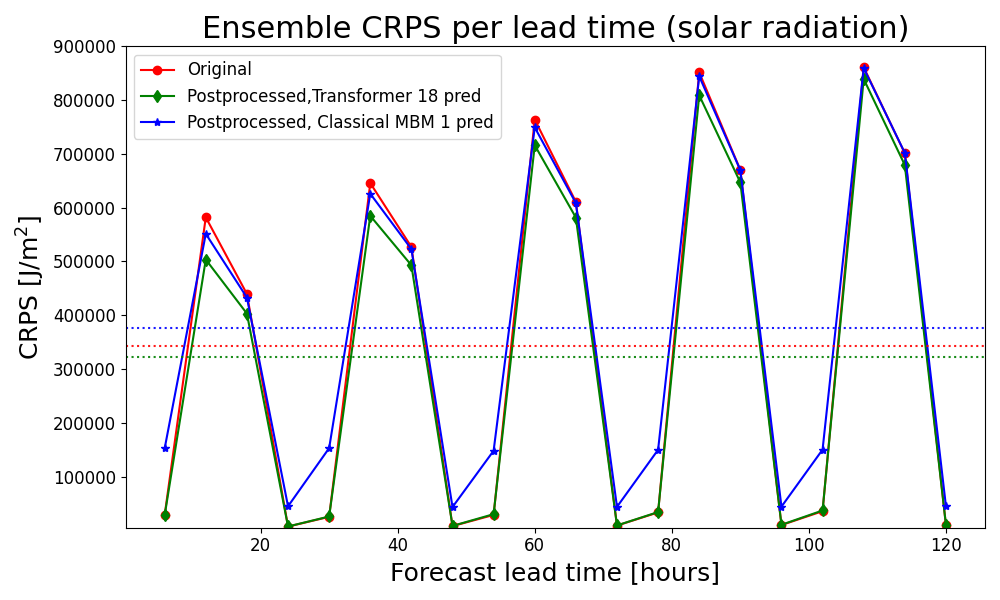 Ensemble CRPS per lead time (solar radiation)
Original
Postprocessed,Transformer 18 pred
Postprocessed, Classical MBM 1 pred
900000
800000
700000
600000
500000
400000
300000
200000
100000
CRPS [J/m²]
20
40
60
80
100
120
Forecast lead time [hours]